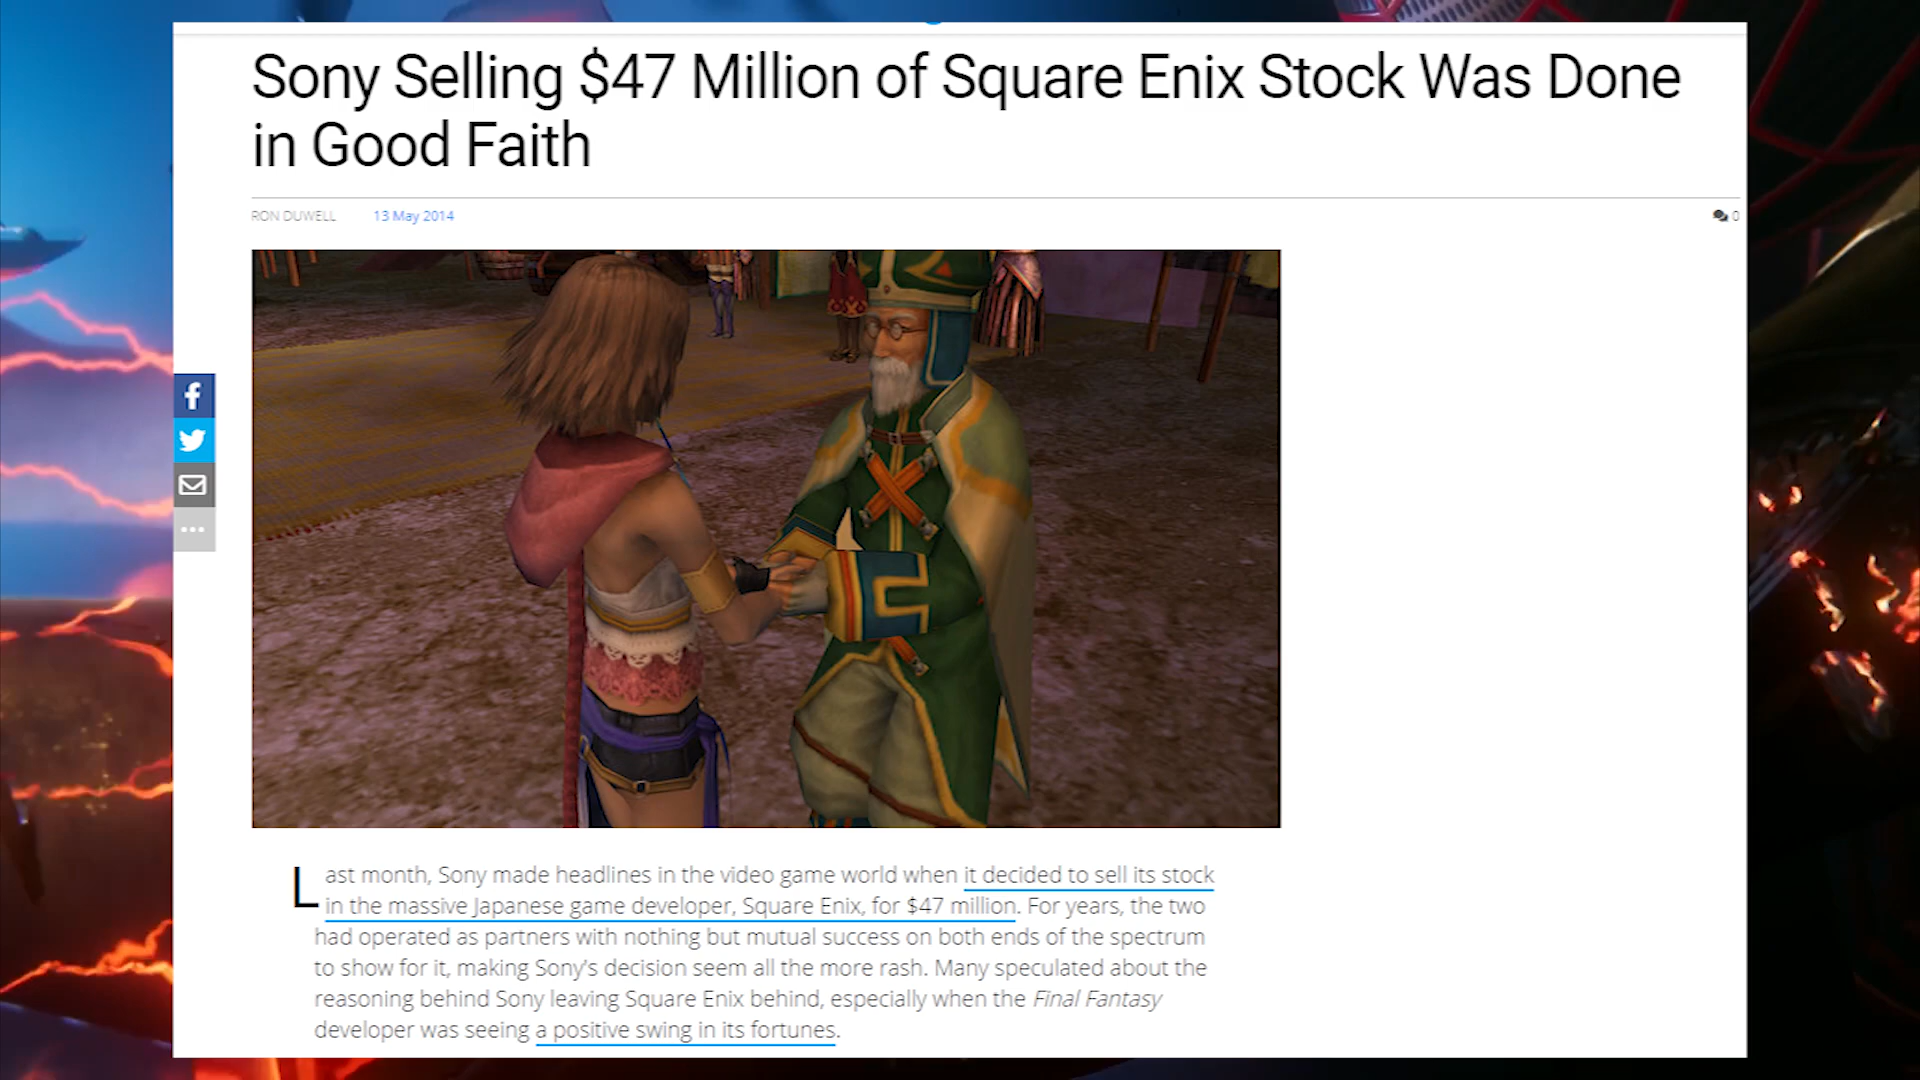 Sony Selling $47 Million of Square Enix Stock Was Done
in Good Faith
RON DUWELL 13 May 2014 0
Last month, Sony made headlines in the video game world when it decided to sell its stock
in the massive Japanese game developer, Square Enix, for $47 million. For years, the two
had operated as partners with nothing but mutual success on both ends of the spectrum
to show for it, making Sony's decision seem all the more rash. Many speculated about the
reasoning behind Sony leaving Square Enix behind, especially when the Final Fantasy
developer was seeing a positive swing in its fortunes.